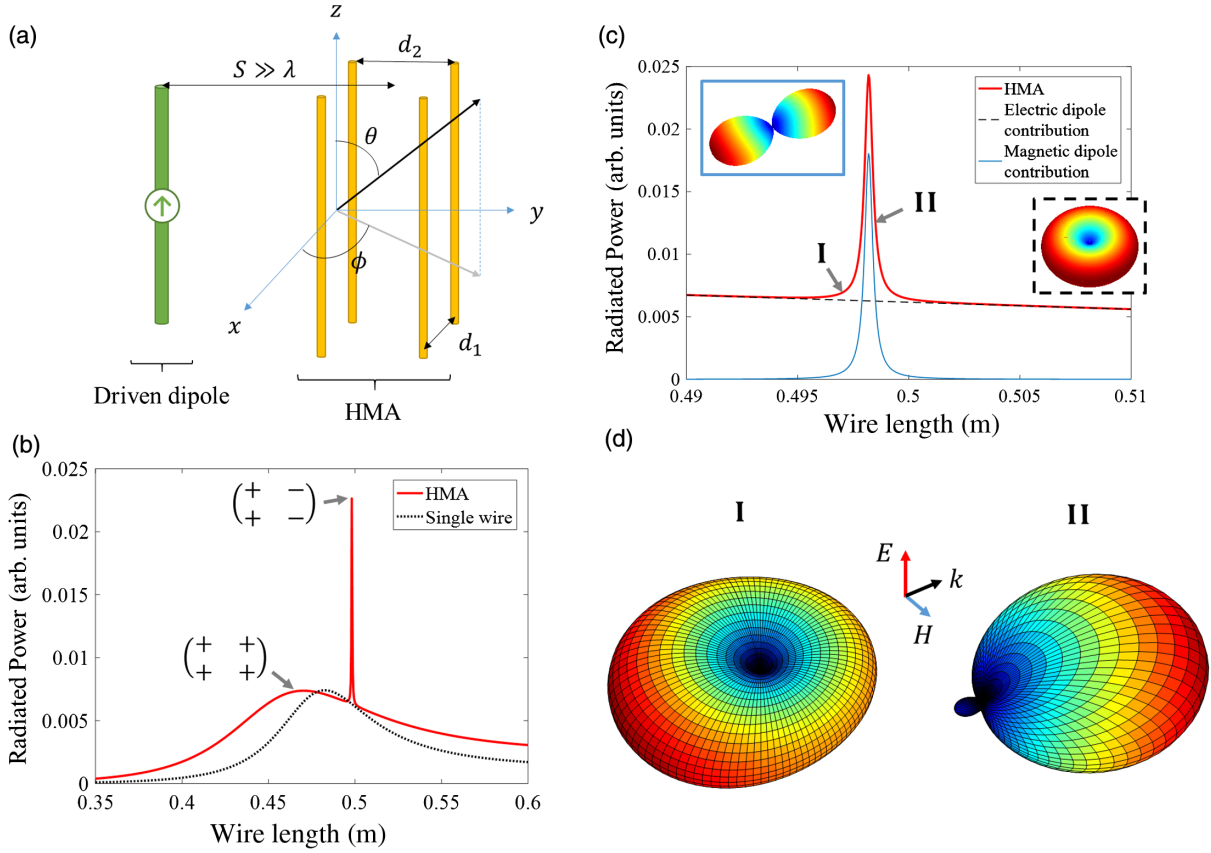 (a)
z
d₂
S ≫ λ
θ
y
ϕ
x
d₁
Driven dipole
HMA
(b)
Radiated Power (arb. units)
0.025
0.02
0.015
0.01
0.005
0
0.35
0.4
0.45
0.5
0.55
0.6
Wire length (m)
(+ −
+ −)
(+ +
+ +)
HMA
Single wire
(c)
Radiated Power (arb. units)
0.025
0.02
0.015
0.01
0.005
0
0.49
0.495
0.5
0.505
0.51
Wire length (m)
HMA
Electric dipole
contribution
Magnetic dipole
contribution
I
II
(d)
I
II
E
k
H